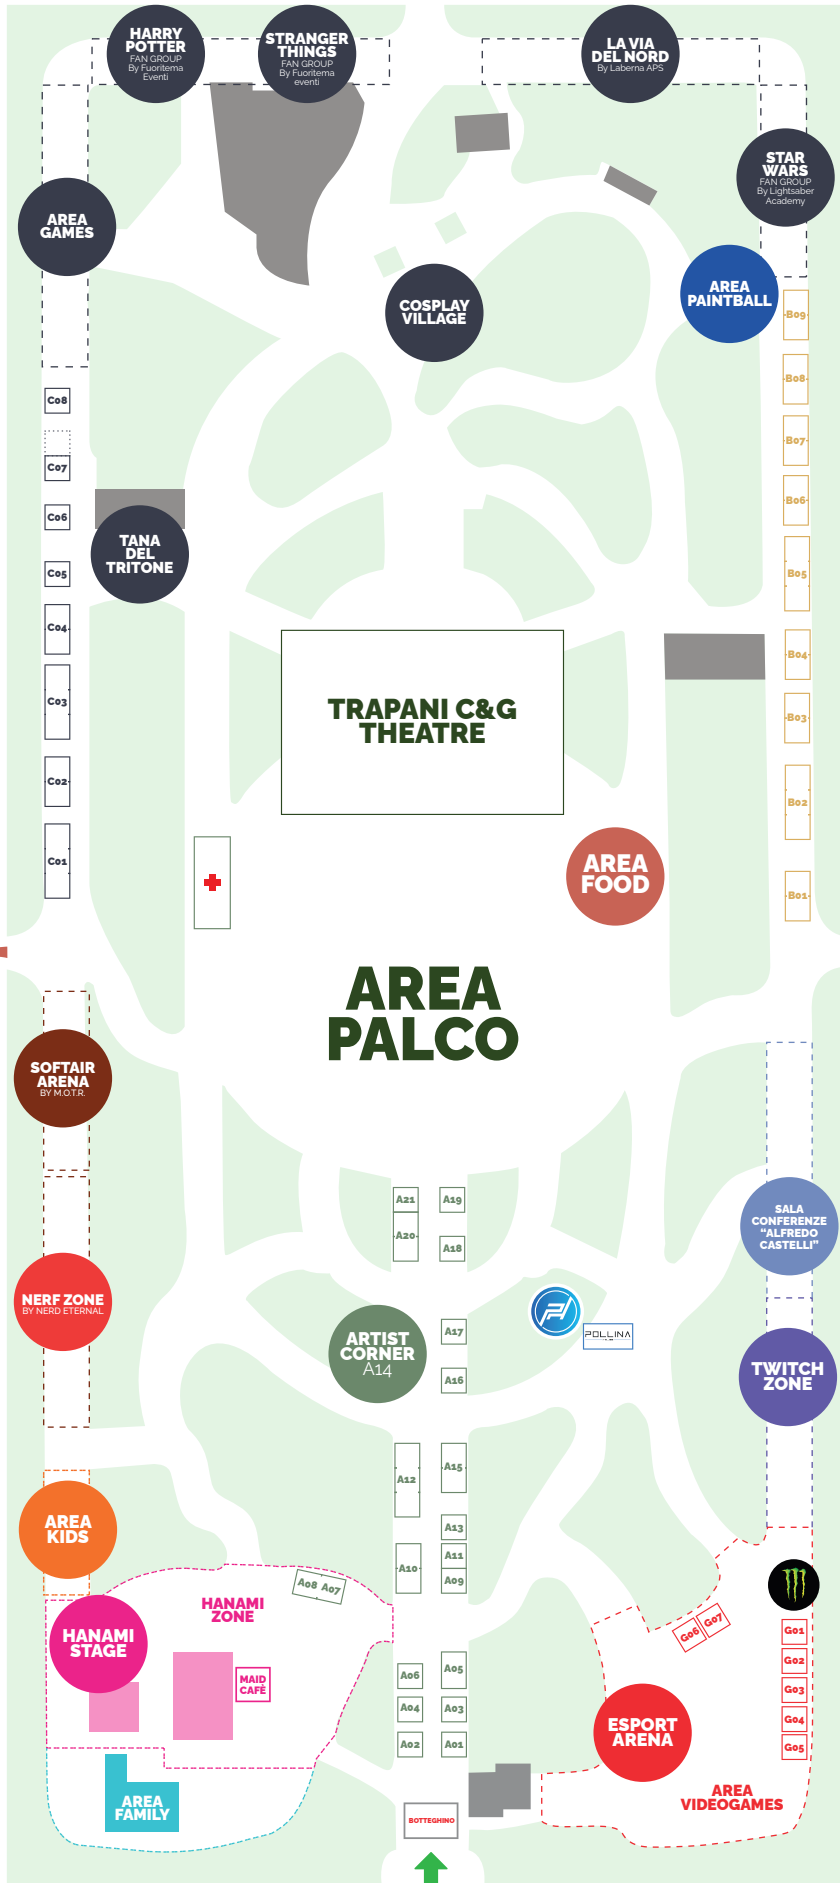 HARRY
POTTER
FAN GROUP
By Fuoritema
Eventi
STRANGER
THINGS
FAN GROUP
By Fuoritema
eventi
LA VIA
DEL NORD
By Laberna APS
STAR
WARS
FAN GROUP
By Lightsaber
Academy
AREA
GAMES
AREA
PAINTBALL
COSPLAY
VILLAGE
B09
B08
B07
B06
B05
B04
B03
B02
B01
C08
C07
C06
C05
C04
C03
C02
C01
TANA
DEL
TRITONE
TRAPANI C&G
THEATRE
AREA
FOOD
AREA
PALCO
SOFTAIR
ARENA
BY M.O.T.R.
NERF ZONE
BY NERD ETERNAL
A21
A19
A20
A18
SALA
CONFERENZE
“ALFREDO
CASTELLI”
A17
POLLINA
ARTIST
CORNER
A14
A16
TWITCH
ZONE
A12
A15
A13
A11
A10
A09
AREA
KIDS
A08 A07
HANAMI
ZONE
HANAMI
STAGE
MAID
CAFÈ
A06
A05
A04
A03
A02
A01
G06
G07
G01
G02
G03
G04
G05
ESPORT
ARENA
AREA
VIDEOGAMES
AREA
FAMILY
BOTTEGHINO